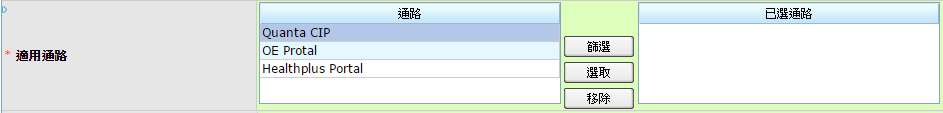 * 適用通路
通路
Quanta CIP
OE Protal
Healthplus Portal
篩選
選取
移除
已選通路